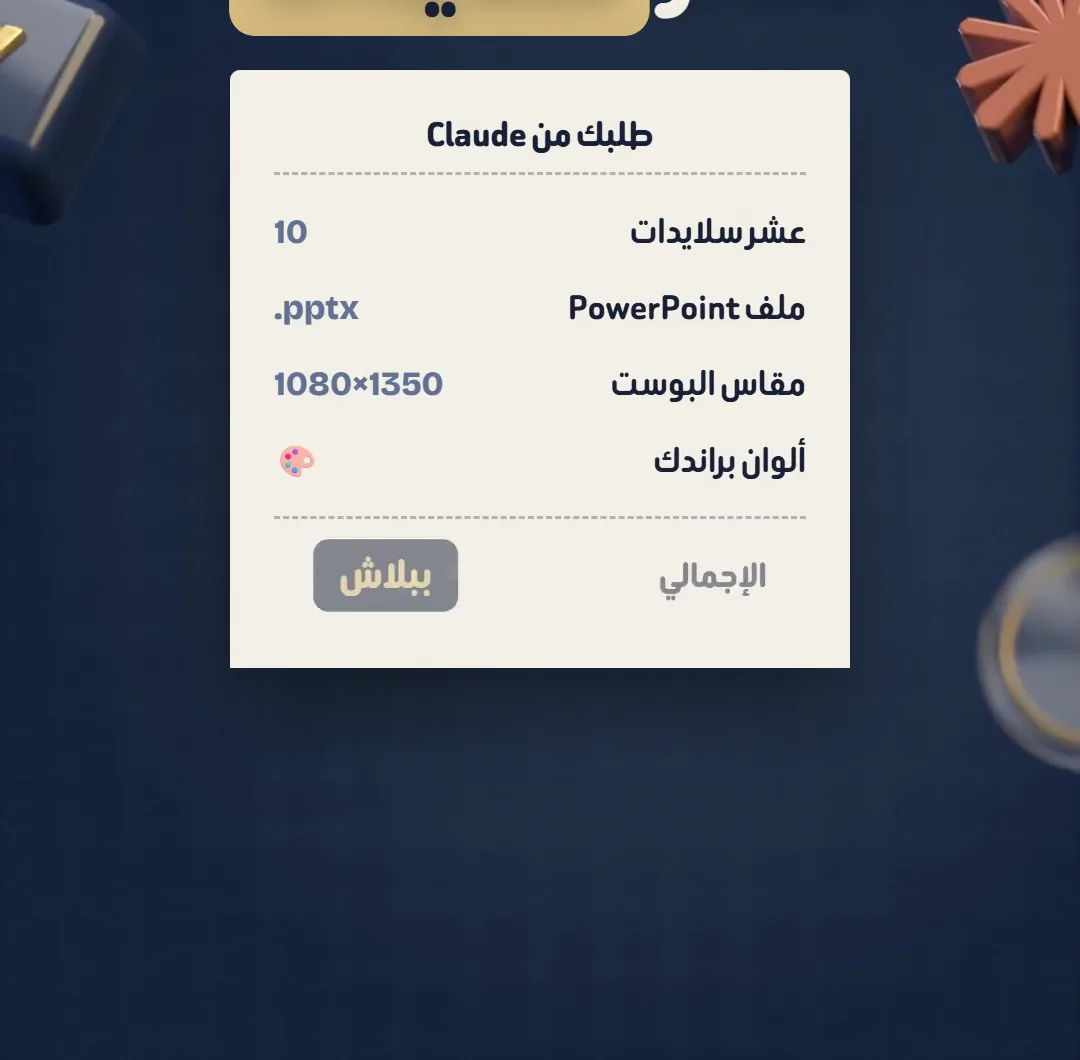 طلبك من Claude
عشر سلايدات 10
ملف PowerPoint .pptx
مقاس البوست 1080×1350
ألوان براندك 🎨
الإجمالي ببلاش